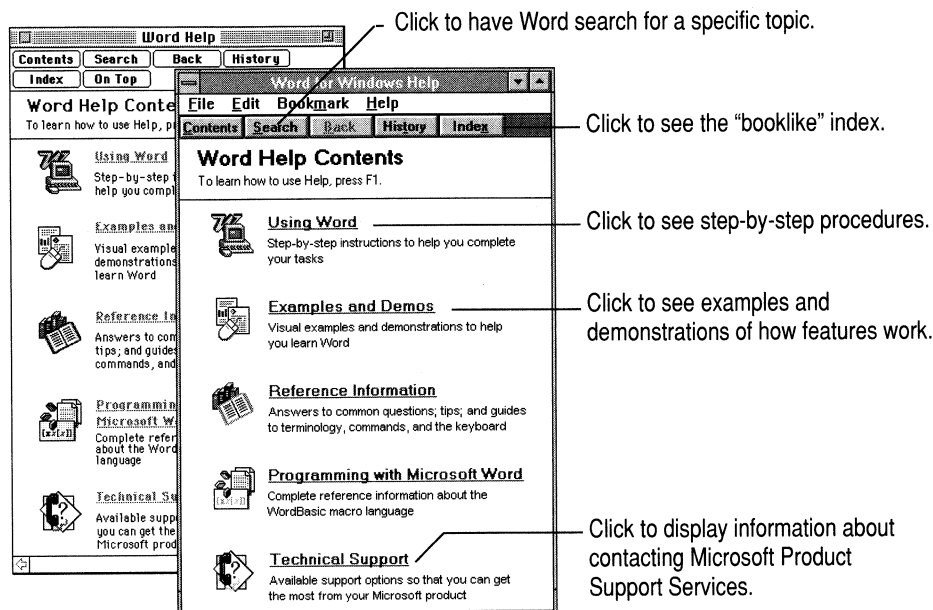 Click to have Word search for a specific topic.
Word Help
Contents Search Back History
Index On Top
Word Help Conte
To learn how to use Help, p
Using Word
Step-by-step
help you compl
Examples an
Visual example
demonstrations
learn Word
Reference In
Answers to com
tips; and guides
commands, and
Programmin
Microsoft W
Complete refer
about the Word
language
Technical Su
Available supp
you can get the
Microsoft prod
Word for Windows Help
File Edit Bookmark Help
Contents Search Back History Index
Click to see the “booklike” index.
Word Help Contents
To learn how to use Help, press F1.
Using Word
Click to see step-by-step procedures.
Step-by-step instructions to help you complete
your tasks
Examples and Demos
Click to see examples and
demonstrations of how features work.
Visual examples and demonstrations to help
you learn Word
Reference Information
Answers to common questions; tips; and guides
to terminology, commands, and the keyboard
Programming with Microsoft Word
Complete reference information about the
WordBasic macro language
Technical Support
Click to display information about
contacting Microsoft Product
Support Services.
Available support options so that you can get
the most from your Microsoft product